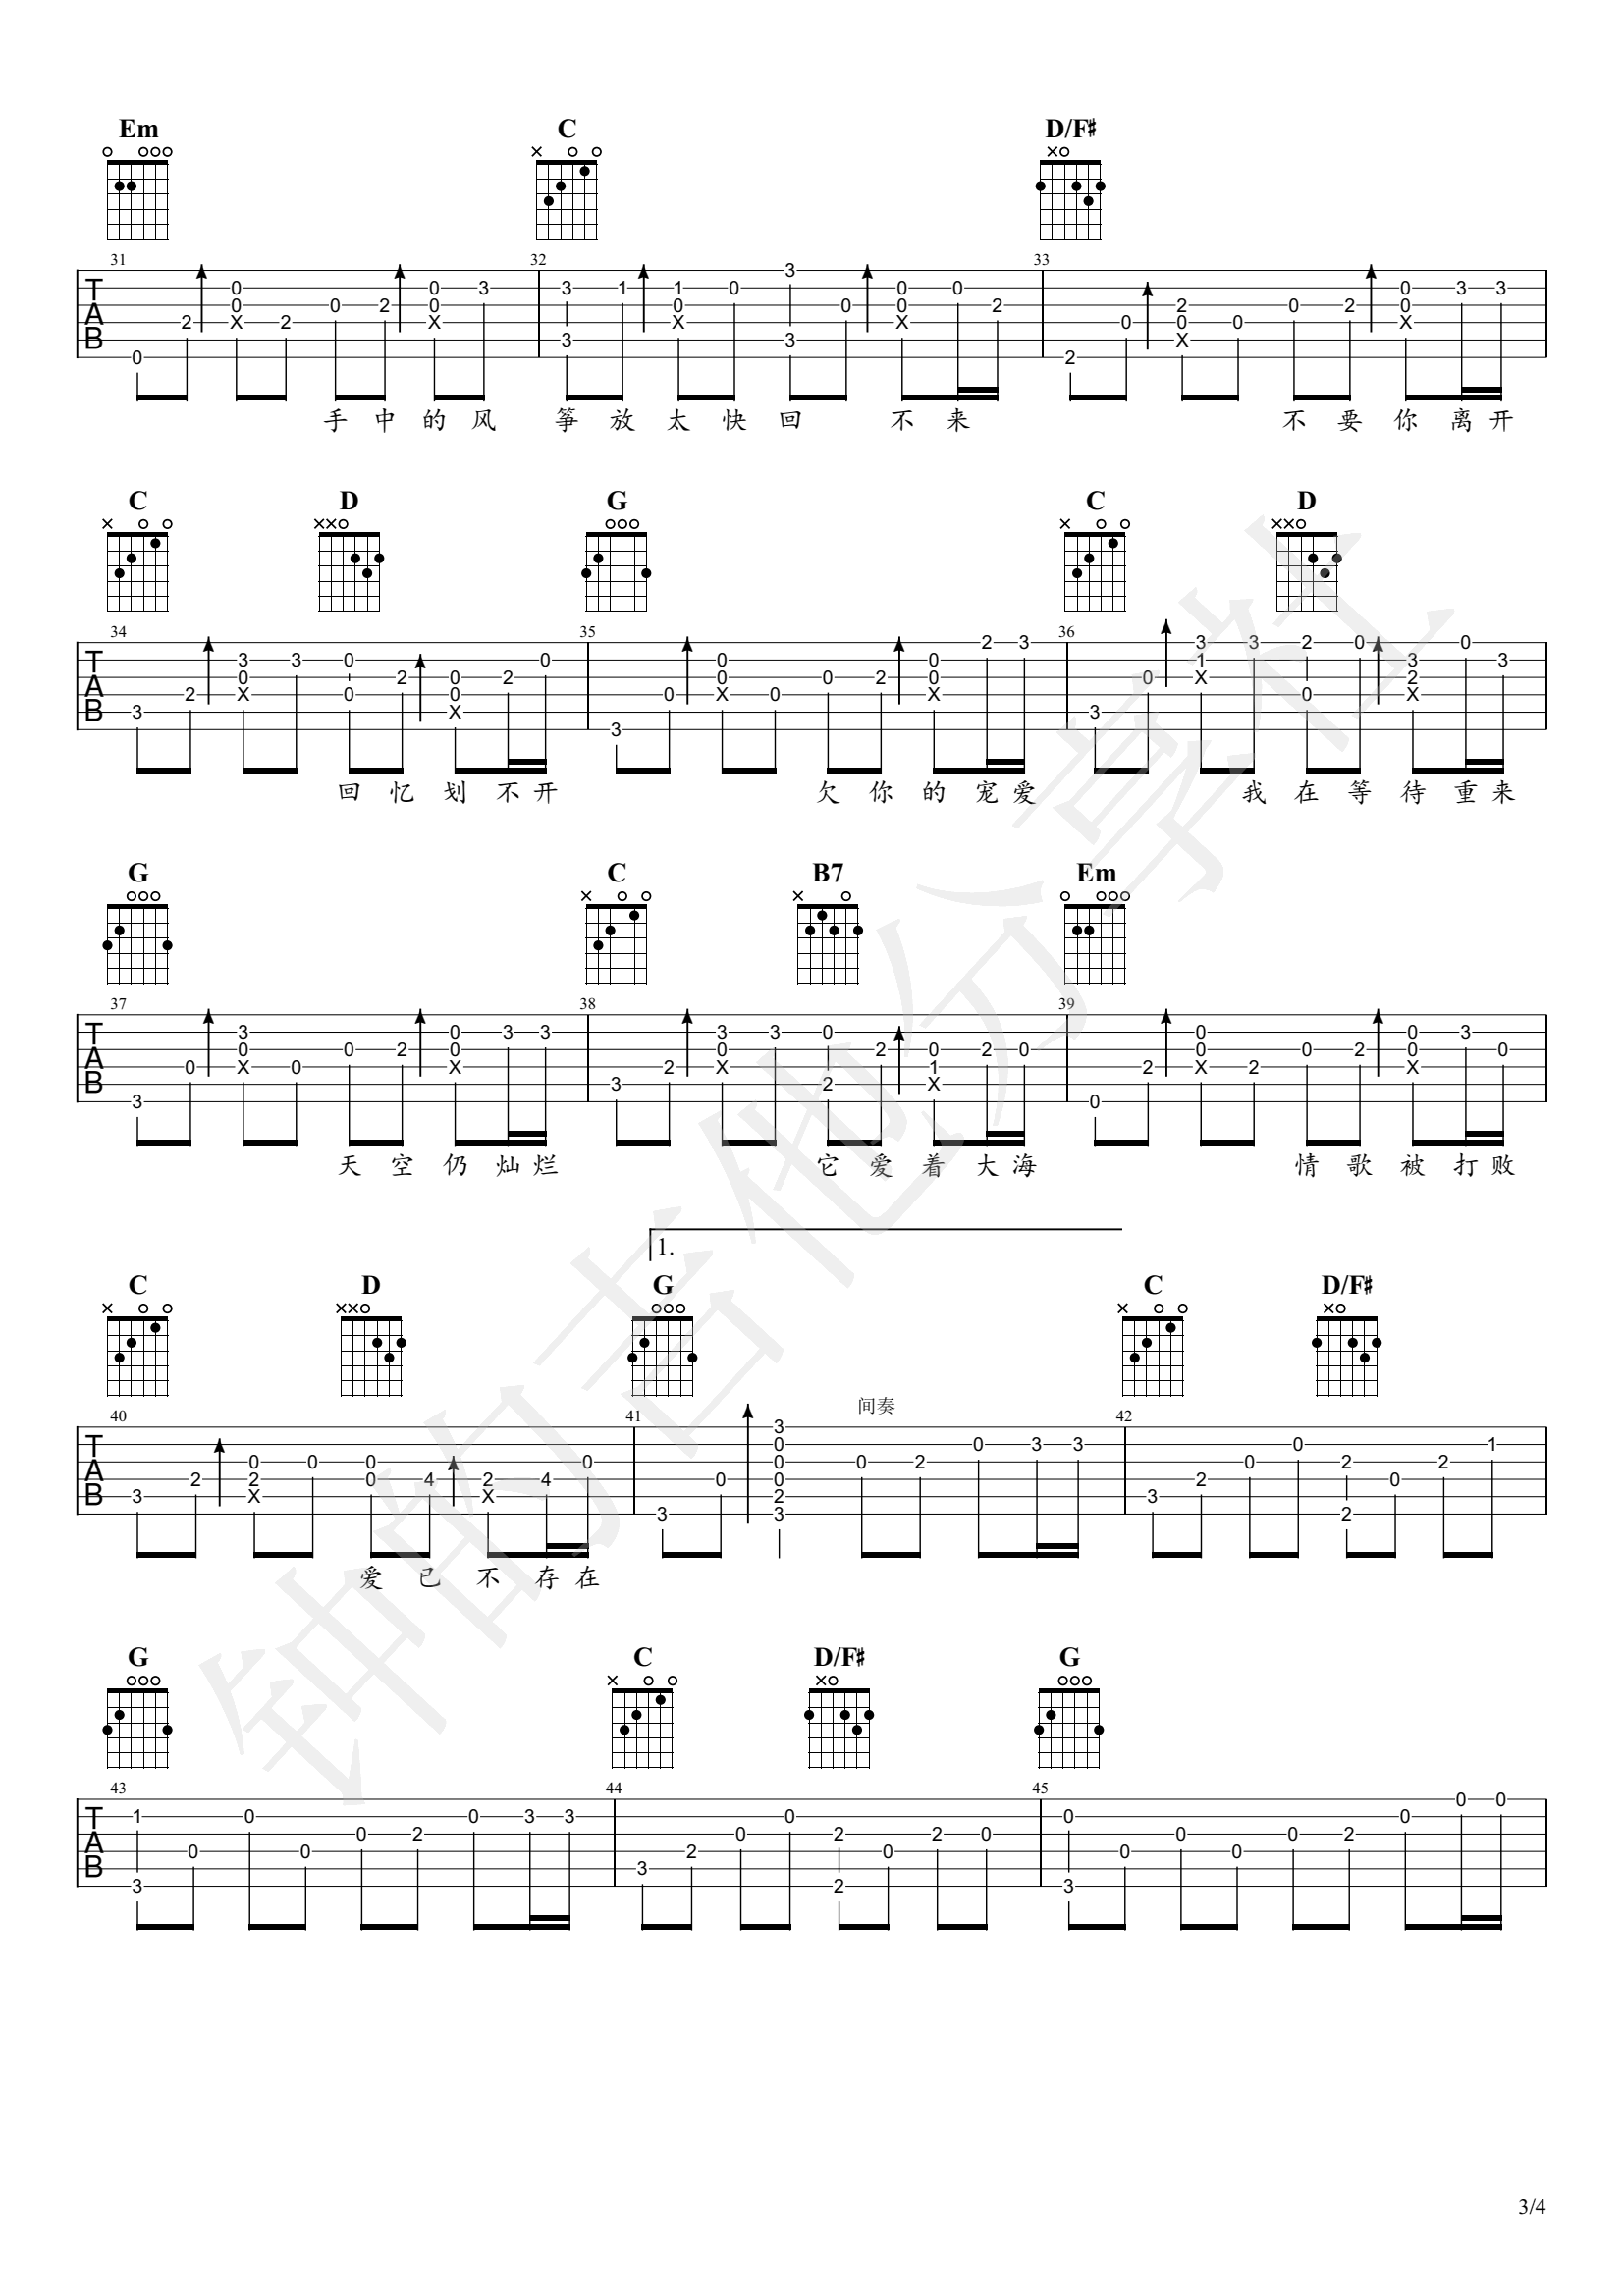 Em C D/F♯
31 32 33
手中的风 筝放太快回 不来 不要你离开
C D G C D
34 35 36
回忆划不开 欠你的宠爱 我在等待重来
G C B7 Em
37 38 39
天空仍灿烂 它爱着大海 情歌被打败
1.
C D G C D/F♯
间奏
40 41 42
爱已不存在
G C D/F♯ G
43 44 45
钟的吉他分享社
3/4